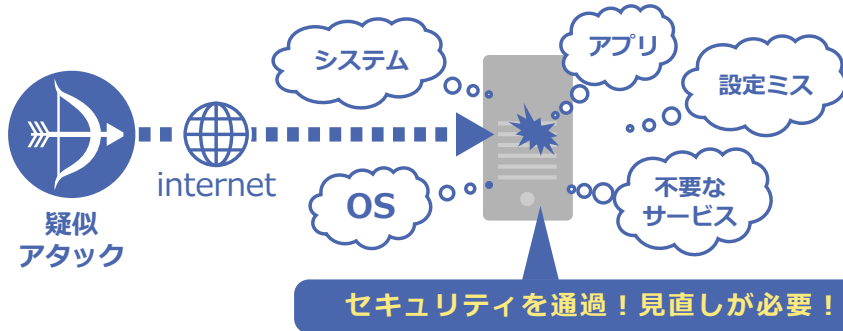 システム
アプリ
設定ミス
internet
OS
不要な
サービス
疑似
アタック
セキュリティを通過！見直しが必要！